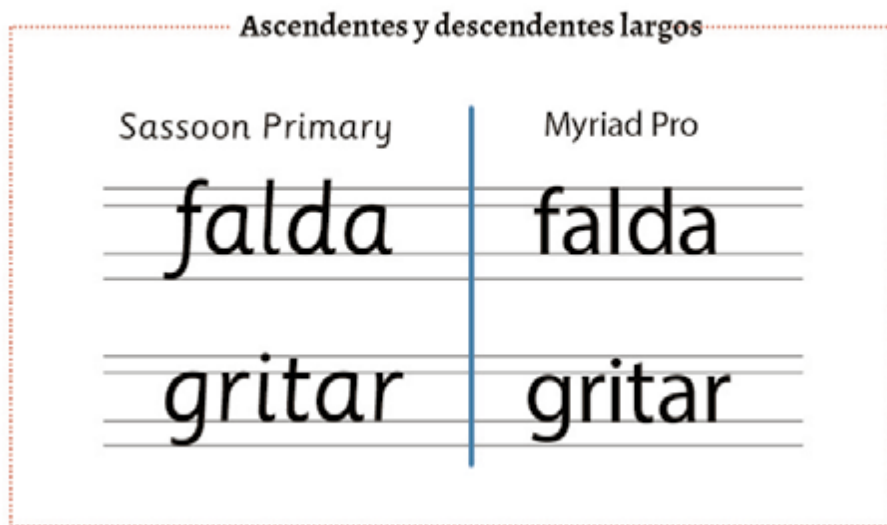 Ascendentes y descendentes largos
Sassoon Primary
Myriad Pro
falda
falda
gritar
gritar